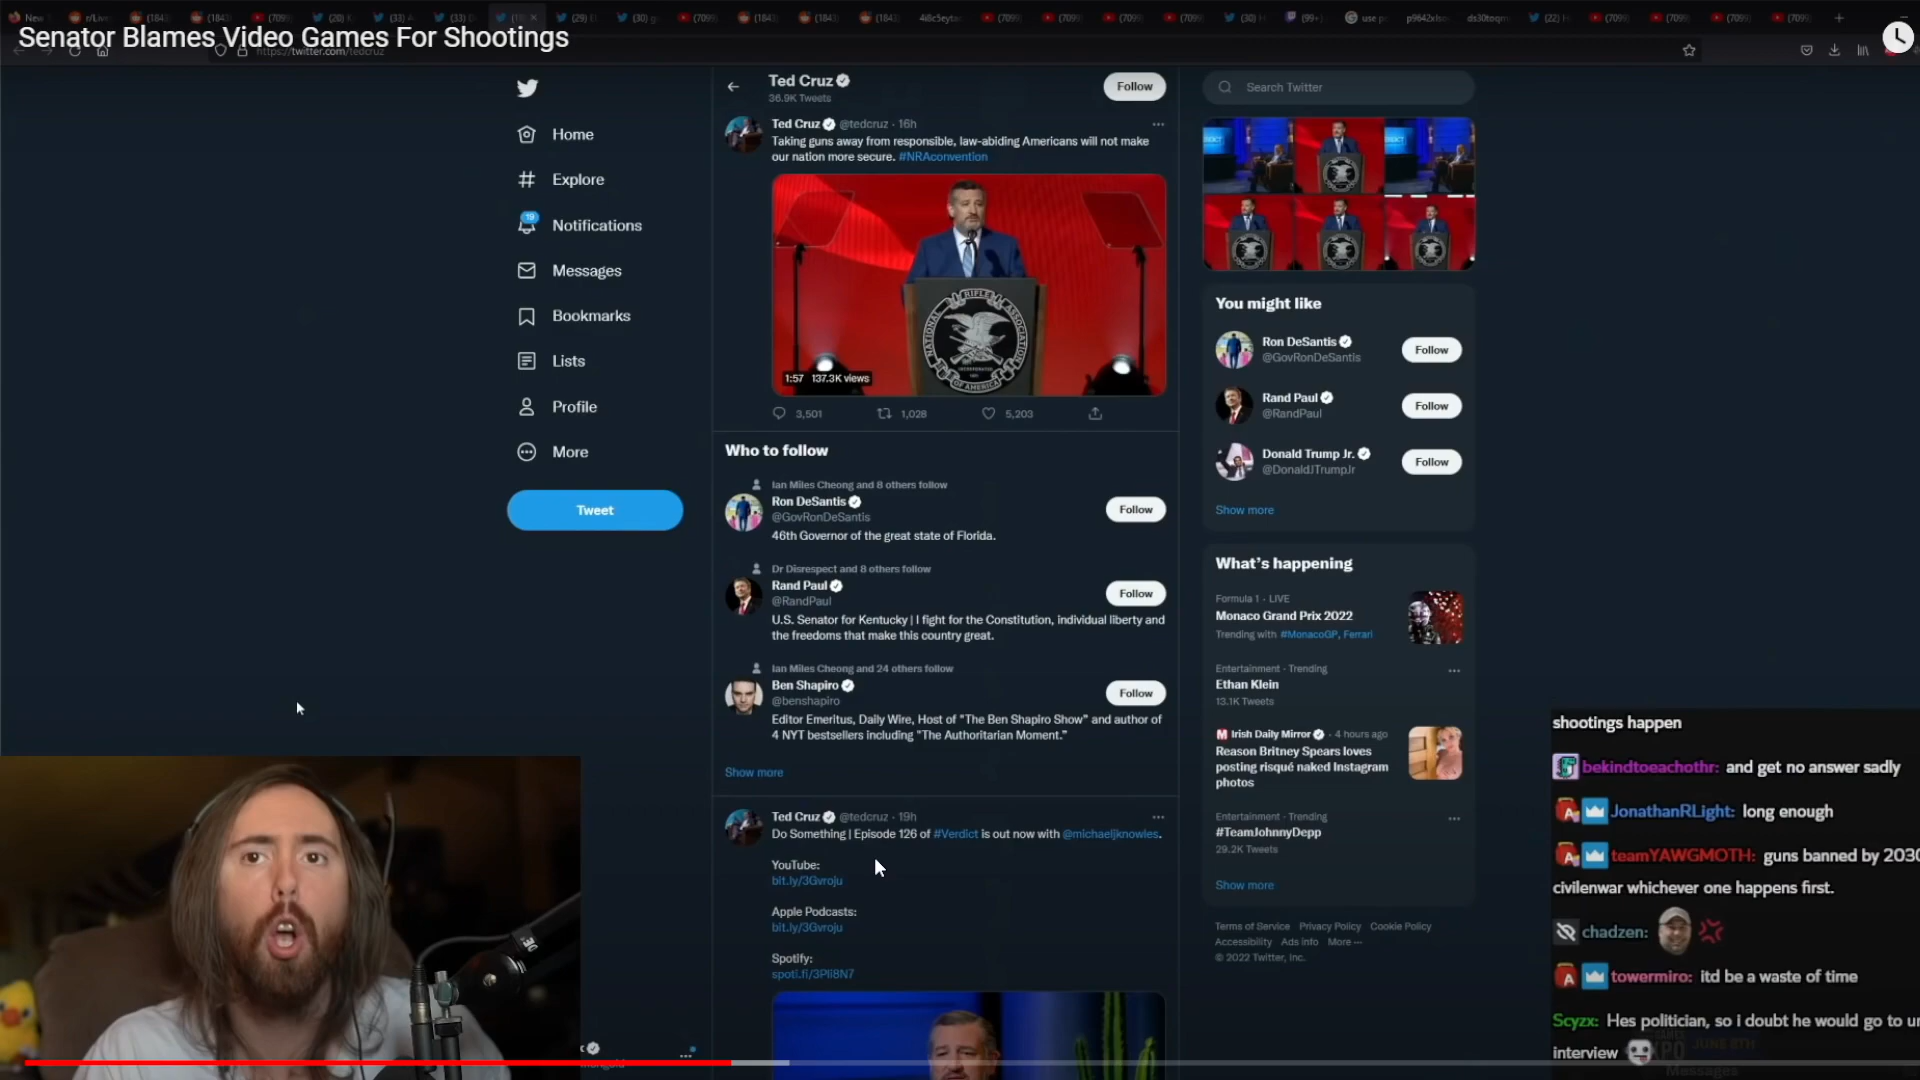 Senator Blames Video Games For Shootings
https://twitter.com/tedcruz
Home
Explore
19
Notifications
Messages
Bookmarks
Lists
Profile
More
Tweet
Ted Cruz
36.9K Tweets
Follow
Ted Cruz @tedcruz · 16h
Taking guns away from responsible, law-abiding Americans will not make
our nation more secure. #NRAconvention
NATIONAL RIFLE ASSOCIATION
INCORPORATED
OF AMERICA
1:57 137.3K views
3,501 1,028 5,203
Who to follow
Ian Miles Cheong and 8 others follow
Ron DeSantis
@GovRonDeSantis
Follow
46th Governor of the great state of Florida.
Dr Disrespect and 8 others follow
Rand Paul
@RandPaul
Follow
U.S. Senator for Kentucky | I fight for the Constitution, individual liberty and
the freedoms that make this country great.
Ian Miles Cheong and 24 others follow
Ben Shapiro
@benshapiro
Follow
Editor Emeritus, Daily Wire, Host of "The Ben Shapiro Show" and author of
4 NYT bestsellers including "The Authoritarian Moment."
Show more
Ted Cruz @tedcruz · 19h
Do Something | Episode 126 of #Verdict is out now with @michaeljknowles.
YouTube:
bit.ly/3Gvroju
Apple Podcasts:
bit.ly/3Gvroju
Spotify:
spoti.fi/3Pli8N7
Search Twitter
You might like
Ron DeSantis
@GovRonDeSantis
Follow
Rand Paul
@RandPaul
Follow
Donald Trump Jr.
@DonaldJTrumpJr
Follow
Show more
What's happening
Formula 1 · LIVE
Monaco Grand Prix 2022
Trending with #MonacoGP, Ferrari
Entertainment · Trending
Ethan Klein
13.1K Tweets
Irish Daily Mirror · 4 hours ago
Reason Britney Spears loves
posting risqué naked Instagram
photos
Entertainment · Trending
#TeamJohnnyDepp
29.2K Tweets
Show more
Terms of Service Privacy Policy Cookie Policy
Accessibility Ads info More ···
© 2022 Twitter, Inc.
shootings happen
bekindtoeachothr: and get no answer sadly
JonathanRLight: long enough
teamYAWGMOTH: guns banned by 2030
civilenwar whichever one happens first.
chadzen:
towermiro: itd be a waste of time
Scyzx: Hes politician, so i doubt he would go to
interview
Messages